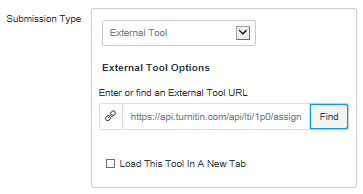 Submission Type
External Tool
External Tool Options
Enter or find an External Tool URL
https://api.turnitin.com/api/lti/1p0/assign
Find
Load This Tool In A New Tab